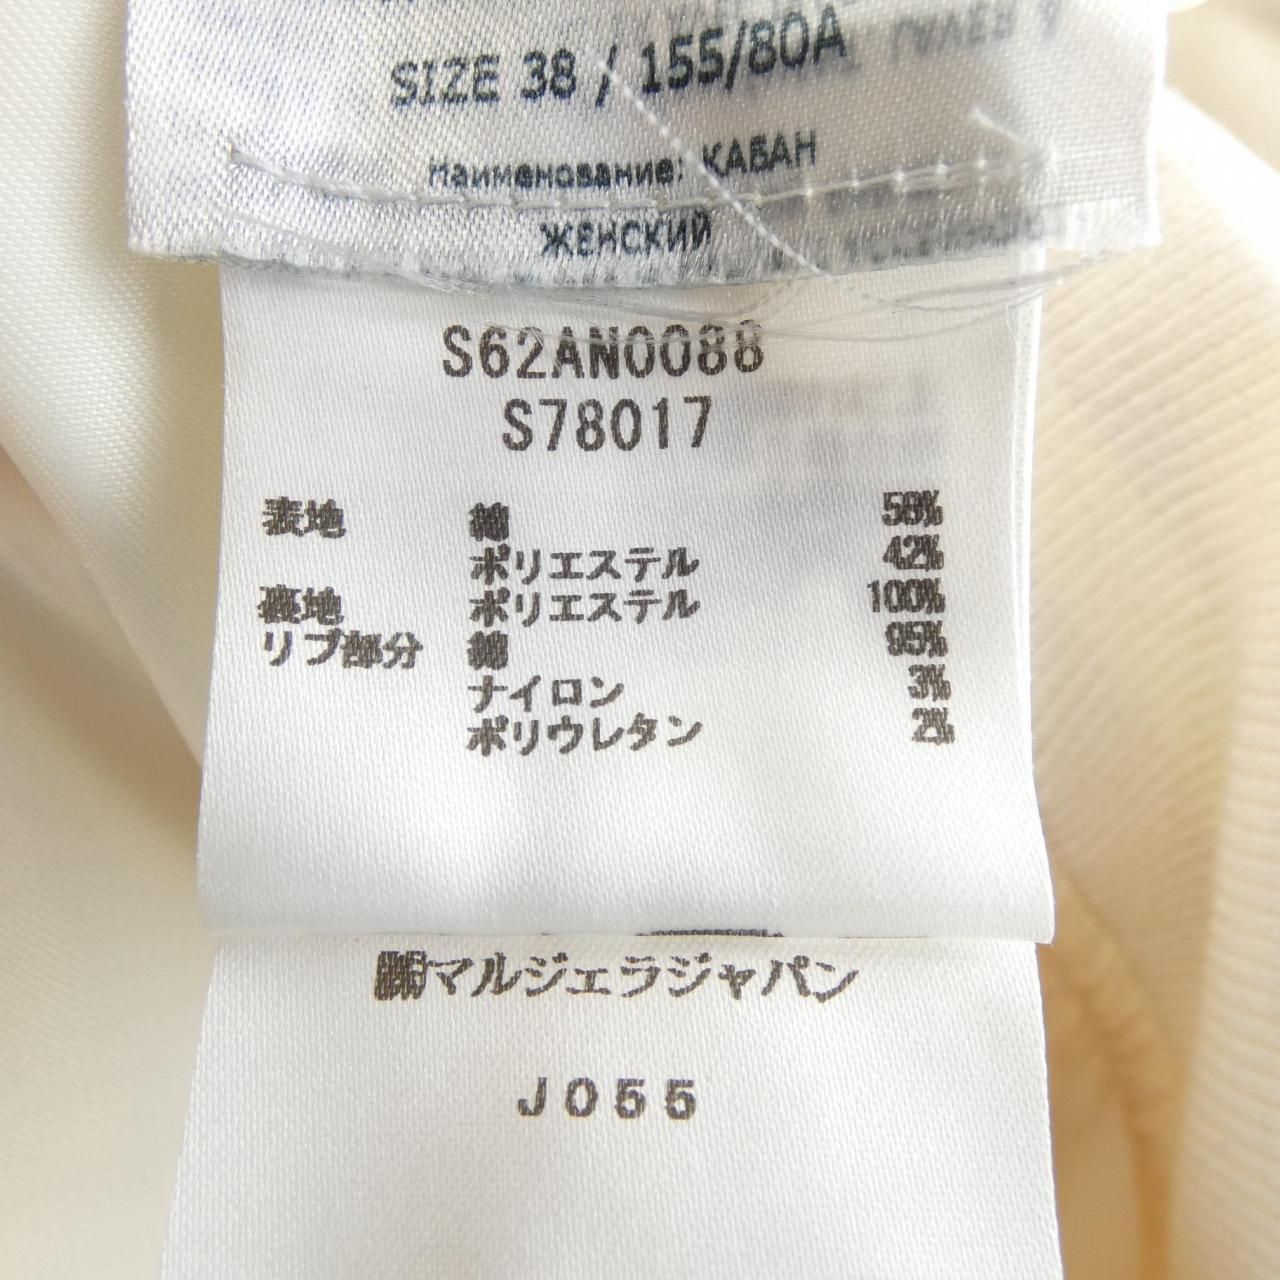 SIZE 38 / 155/80A
Наименование: КАБАН
ЖЕНСКИЙ
S62AN0088
S78017
表地 綿 58%
ポリエステル 42%
裏地 ポリエステル 100%
リブ部分 綿 95%
ナイロン 3%
ポリウレタン 2%
㈱マルジェラジャパン
J055